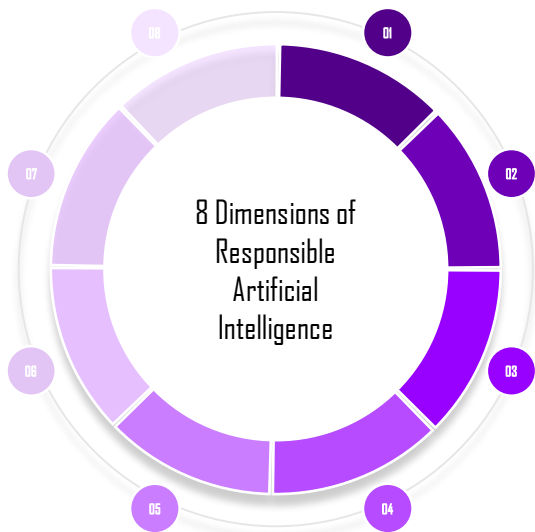 08
01
07
02
8 Dimensions of
Responsible
Artificial
Intelligence
06
03
05
04